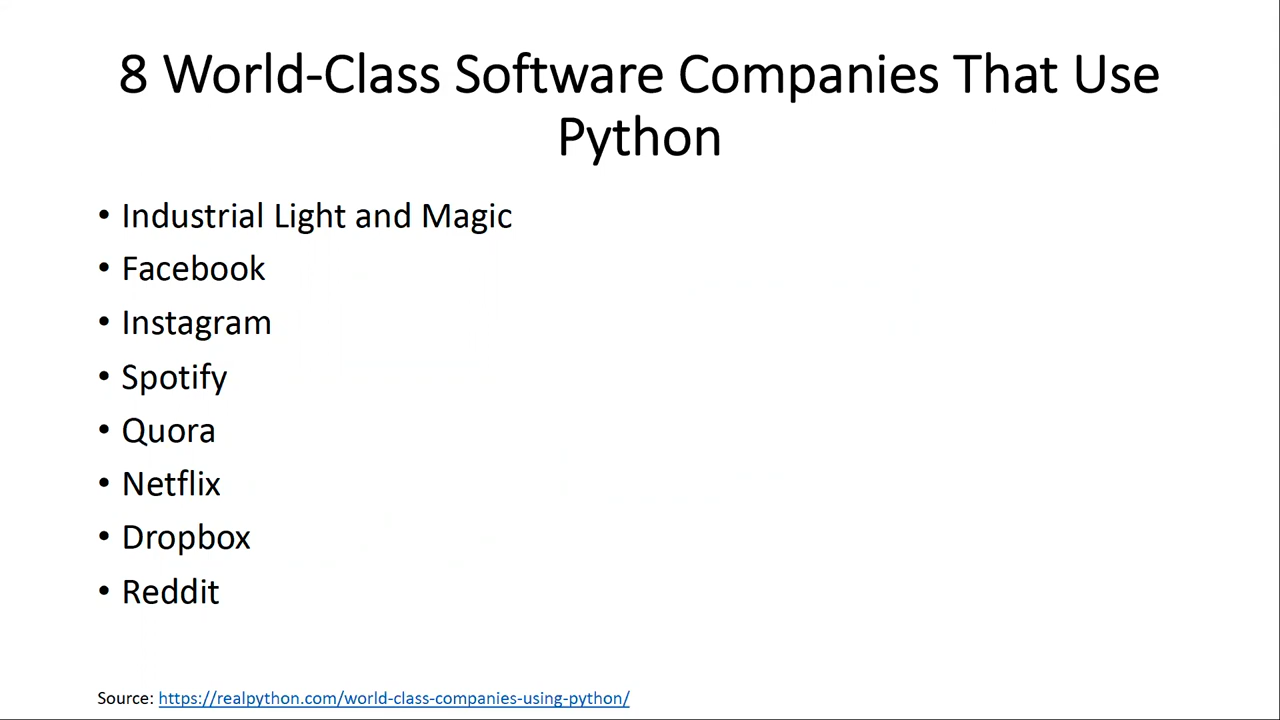 8 World-Class Software Companies That Use
Python
• Industrial Light and Magic
• Facebook
• Instagram
• Spotify
• Quora
• Netflix
• Dropbox
• Reddit
Source: https://realpython.com/world-class-companies-using-python/